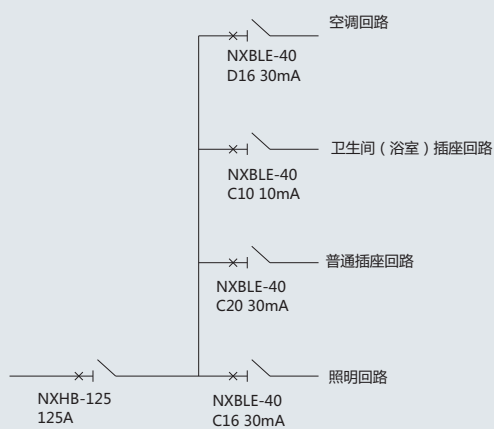 空调回路
NXBLE-40
D16 30mA
卫生间（浴室）插座回路
NXBLE-40
C10 10mA
普通插座回路
NXBLE-40
C20 30mA
照明回路
NXHB-125
125A
NXBLE-40
C16 30mA